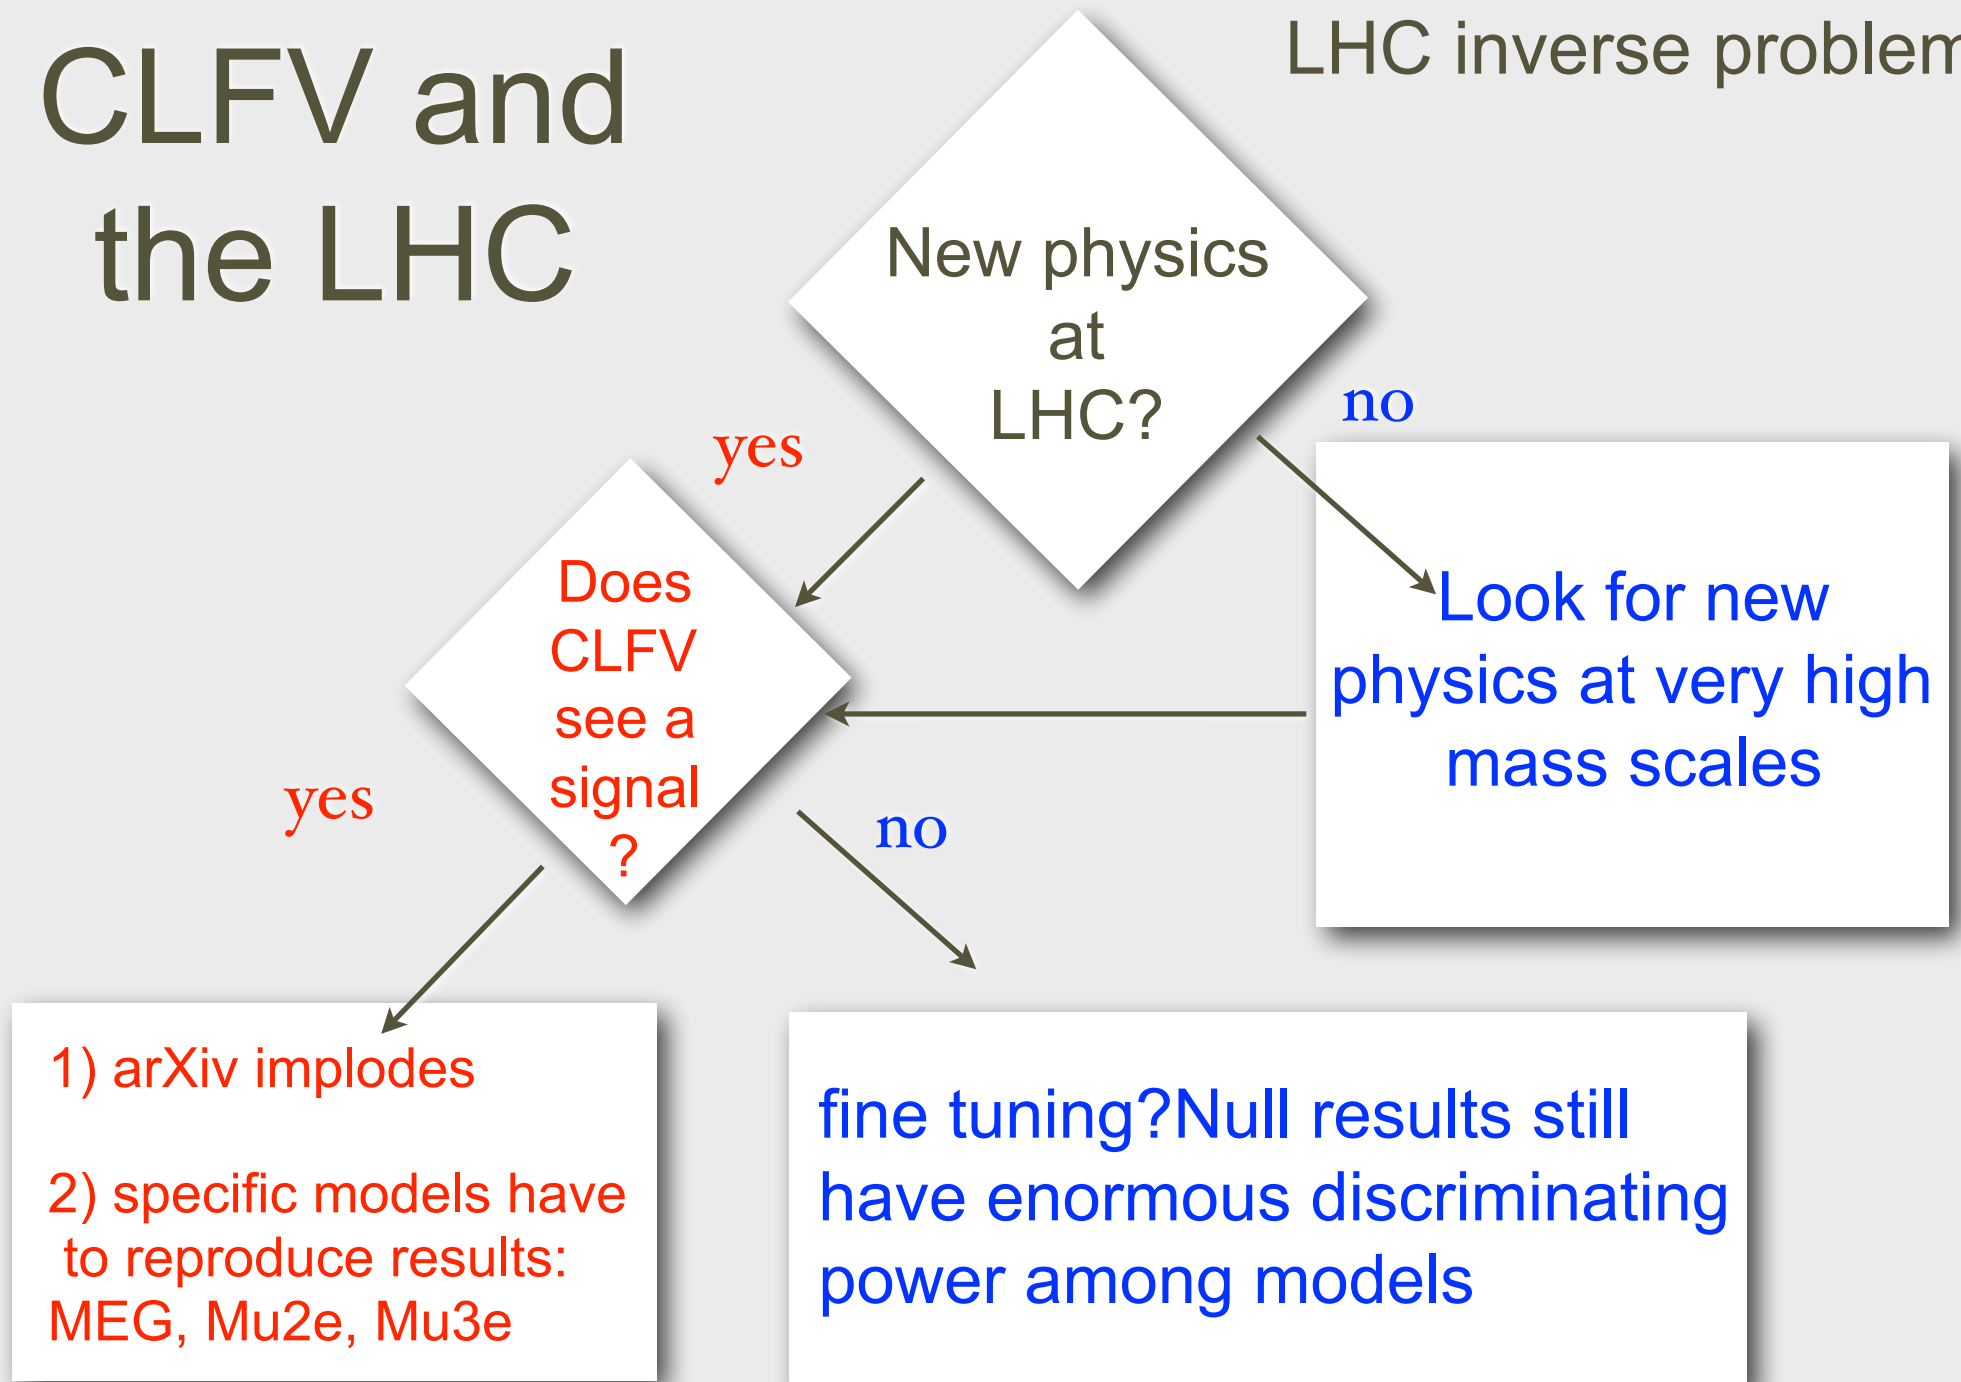 CLFV and
the LHC
LHC inverse problem
New physics
at
LHC?
yes
no
Does
CLFV
see a
signal
?
Look for new
physics at very high
mass scales
yes
no
1) arXiv implodes
2) specific models have
to reproduce results:
MEG, Mu2e, Mu3e
fine tuning?Null results still
have enormous discriminating
power among models